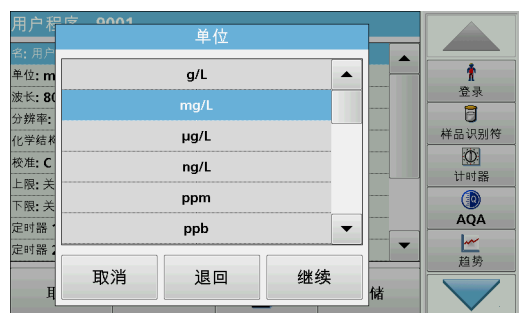 用户程序 9001
单位
名: 用户
单位: m
波长: 80
分辨率:
化学结构
校准: C
上限: 关
下限: 关
定时器
定时器 2
g/L
mg/L
µg/L
ng/L
ppm
ppb
取消
退回
继续
储
登录
样品识别符
计时器
AQA
趋势